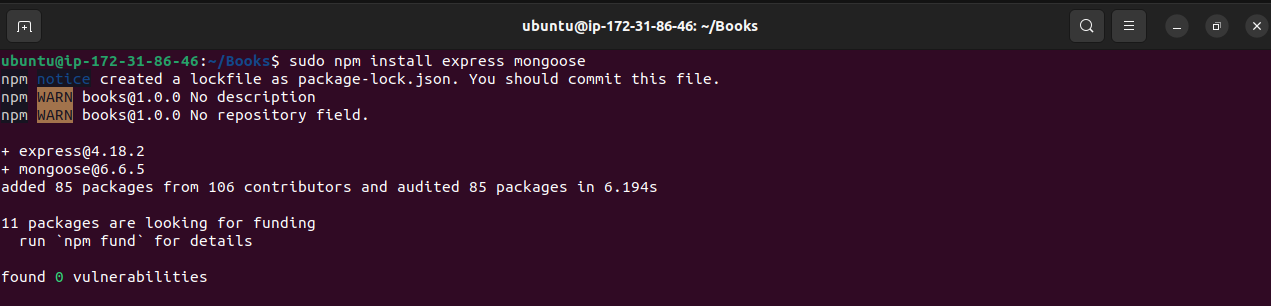 ubuntu@ip-172-31-86-46: ~/Books
ubuntu@ip-172-31-86-46:~/Books$ sudo npm install express mongoose
npm notice created a lockfile as package-lock.json. You should commit this file.
npm WARN books@1.0.0 No description
npm WARN books@1.0.0 No repository field.
+ express@4.18.2
+ mongoose@6.6.5
added 85 packages from 106 contributors and audited 85 packages in 6.194s
11 packages are looking for funding
run `npm fund` for details
found 0 vulnerabilities